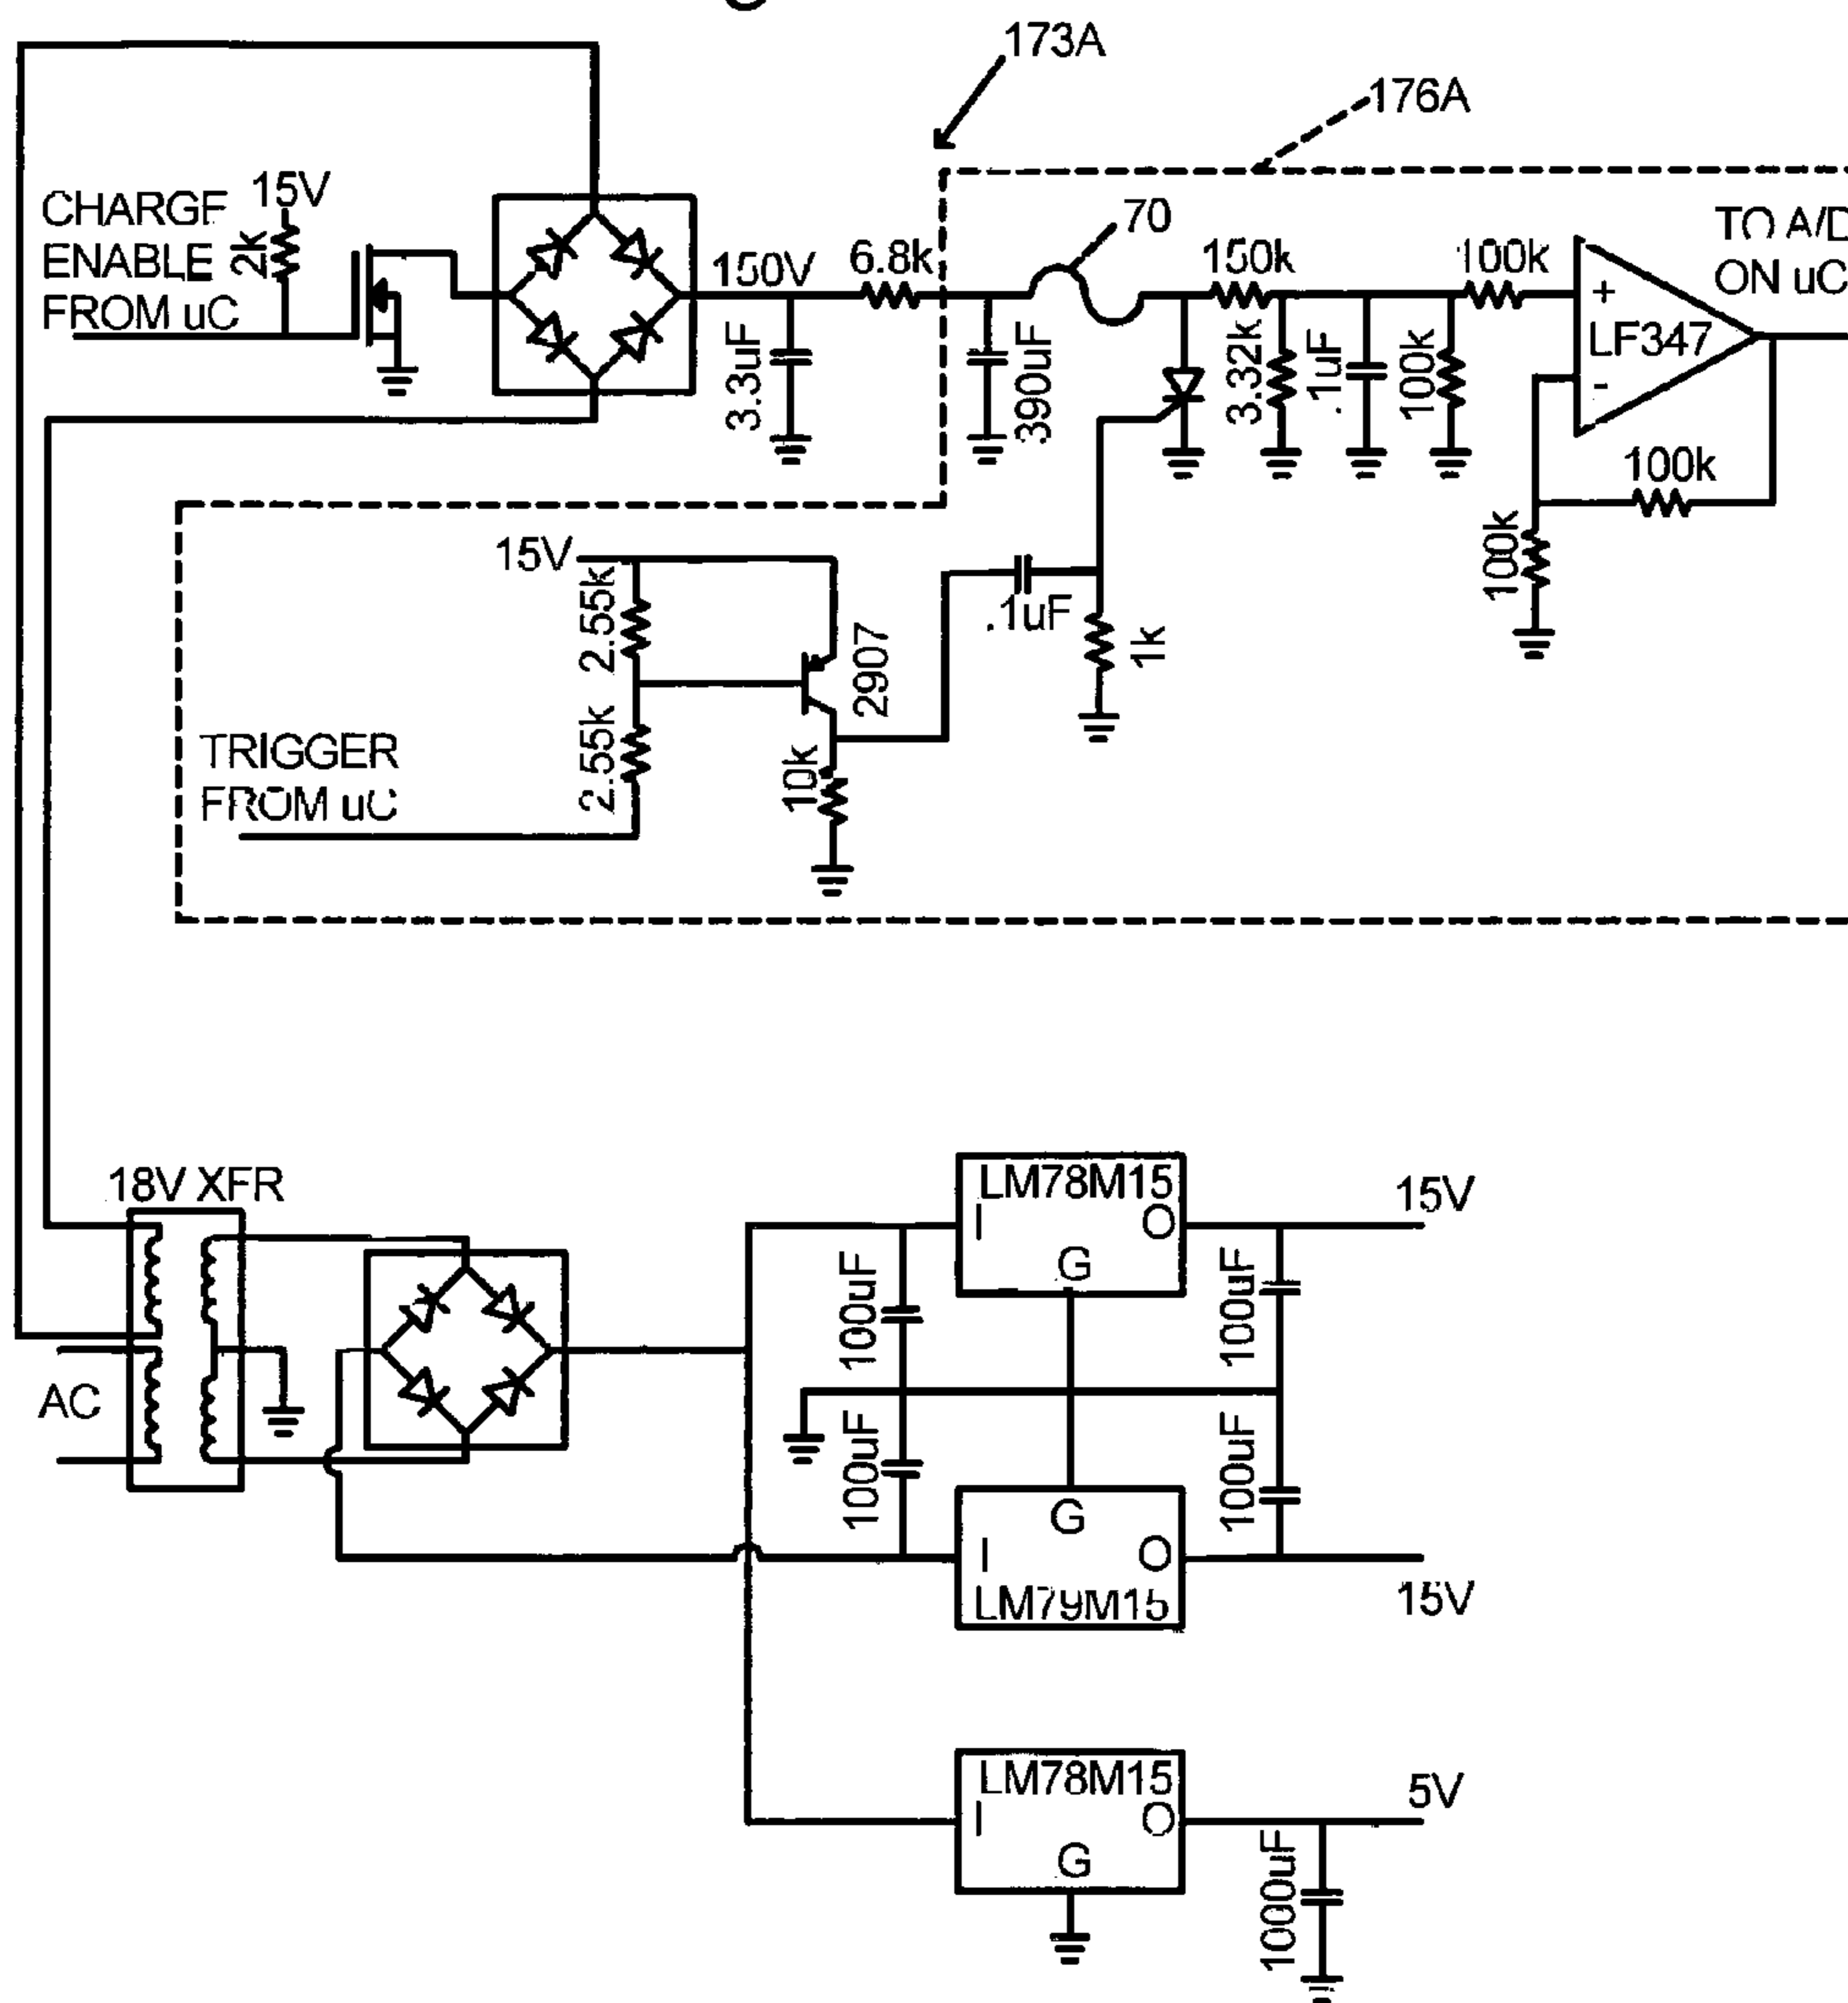 173A
176A
CHARGE
ENABLE
FROM uC
15V
2k
150V
6.8k
70
150k
100k
TO A/D
ON uC
+
LF347
-
3.3uF
390uF
3.32k
.1uF
100k
100k
100k
15V
2.55k
2907
.1uF
1k
TRIGGER
FROM uC
2.55k
10k
18V XFR
AC
LM78M15
I
O
G
15V
100uF
100uF
100uF
100uF
G
I
O
LM79M15
15V
LM78M15
I
O
G
5V
1000uF